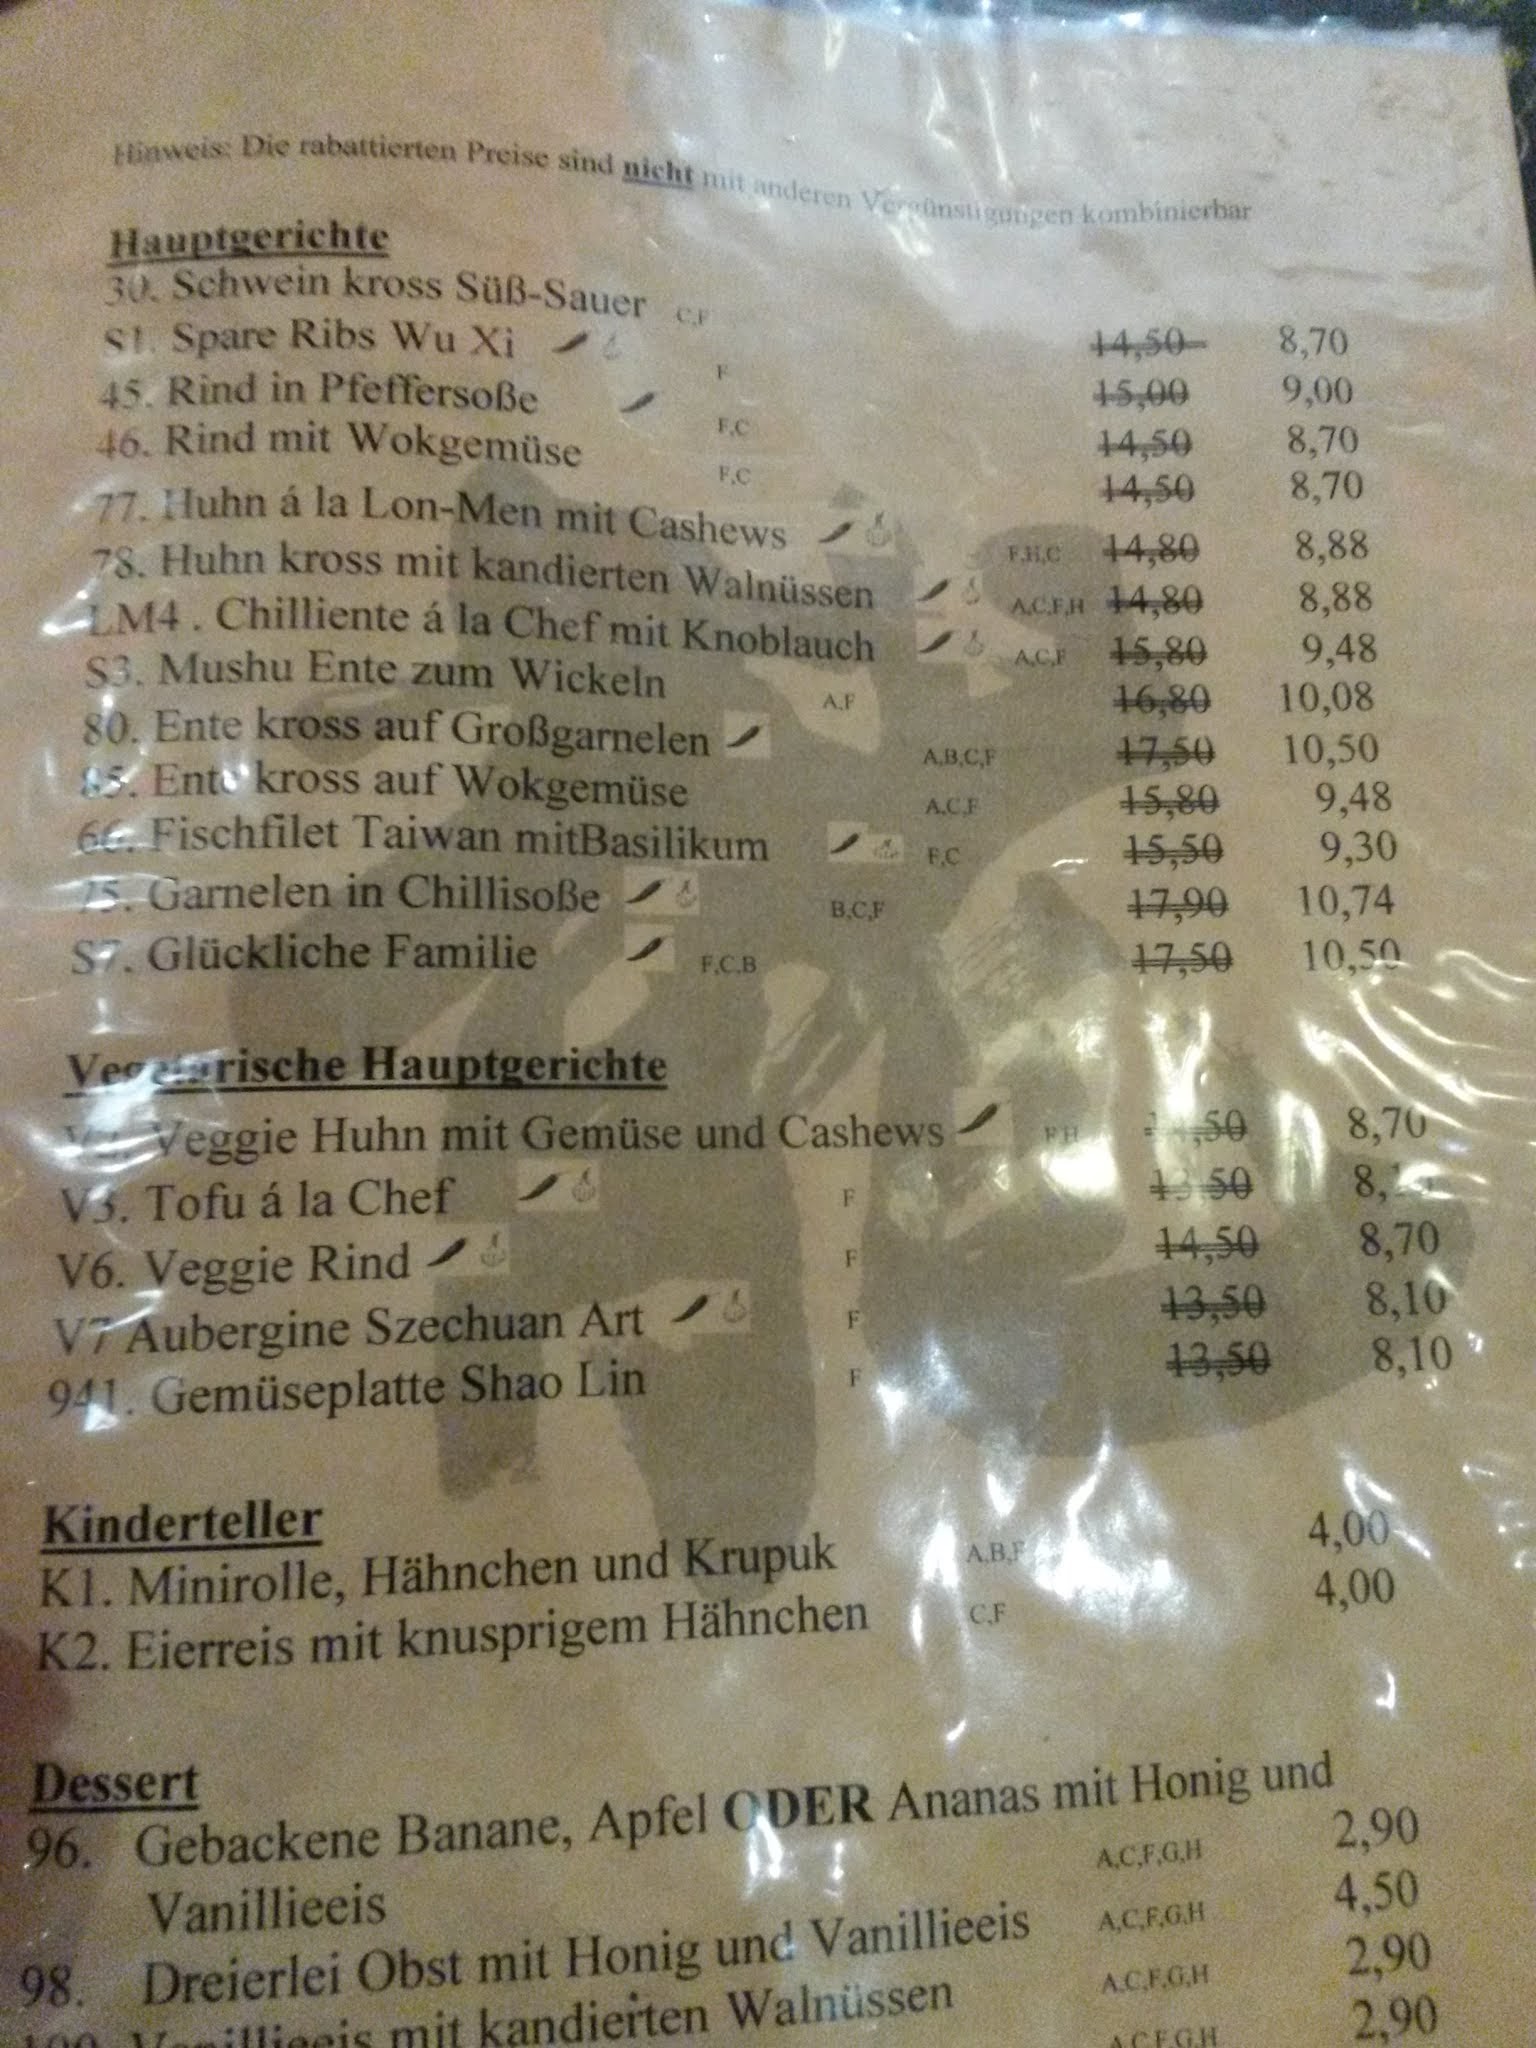 Hinweis: Die rabattierten Preise sind nicht mit anderen Vergünstigungen kombinierbar
Hauptgerichte
30. Schwein kross Süß-Sauer C,F 14,50 8,70
S1. Spare Ribs Wu Xi F 15,00 9,00
45. Rind in Pfeffersoße F,C 14,50 8,70
46. Rind mit Wokgemüse F,C 14,50 8,70
77. Huhn á la Lon-Men mit Cashews F,H,C 14,80 8,88
78. Huhn kross mit kandierten Walnüssen A,C,F,H 14,80 8,88
LM4 . Chilliente á la Chef mit Knoblauch A,C,F 15,80 9,48
S3. Mushu Ente zum Wickeln A,F 16,80 10,08
80. Ente kross auf Großgarnelen A,B,C,F 17,50 10,50
85. Ente kross auf Wokgemüse A,C,F 15,80 9,48
66. Fischfilet Taiwan mitBasilikum F,C 15,50 9,30
75. Garnelen in Chillisoße B,C,F 17,90 10,74
S7. Glückliche Familie F,C,B 17,50 10,50
Vegetarische Hauptgerichte
Veggie Huhn mit Gemüse und Cashews F,H 8,70
V3. Tofu á la Chef F 13,50
V6. Veggie Rind F 14,50 8,70
V7 Aubergine Szechuan Art F 13,50 8,10
941. Gemüseplatte Shao Lin F 13,50 8,10
Kinderteller
K1. Minirolle, Hähnchen und Krupuk A,B,F 4,00
K2. Eierreis mit knusprigem Hähnchen C,F 4,00
Dessert
96. Gebackene Banane, Apfel ODER Ananas mit Honig und
Vanillieeis A,C,F,G,H 2,90
98. Dreierlei Obst mit Honig und Vanillieeis A,C,F,G,H 4,50
Vanillieeis mit kandierten Walnüssen A,C,F,G,H 2,90
A,C,F,G,H 2,90